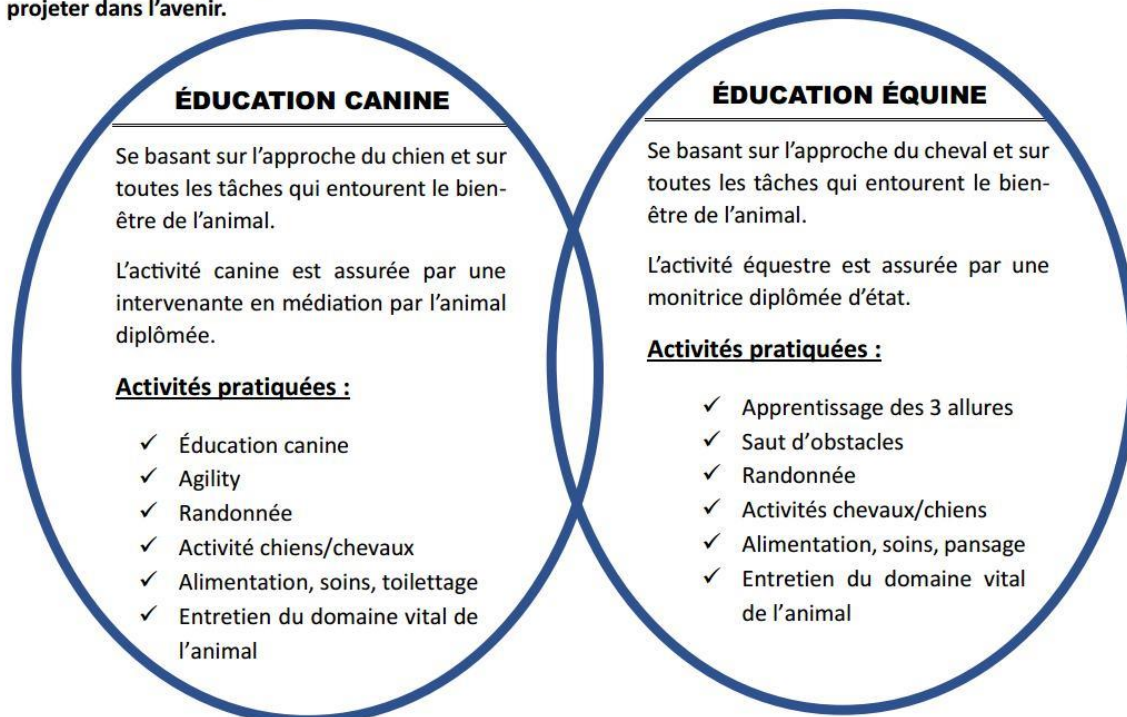 projeter dans l’avenir.
ÉDUCATION CANINE
Se basant sur l’approche du chien et sur
toutes les tâches qui entourent le bien-
être de l’animal.
L’activité canine est assurée par une
intervenante en médiation par l’animal
diplômée.
Activités pratiquées :
✓ Éducation canine
✓ Agility
✓ Randonnée
✓ Activité chiens/chevaux
✓ Alimentation, soins, toilettage
✓ Entretien du domaine vital de
l’animal
ÉDUCATION ÉQUINE
Se basant sur l’approche du cheval et sur
toutes les tâches qui entourent le bien-
être de l’animal.
L’activité équestre est assurée par une
monitrice diplômée d’état.
Activités pratiquées :
✓ Apprentissage des 3 allures
✓ Saut d’obstacles
✓ Randonnée
✓ Activités chevaux/chiens
✓ Alimentation, soins, pansage
✓ Entretien du domaine vital
de l’animal